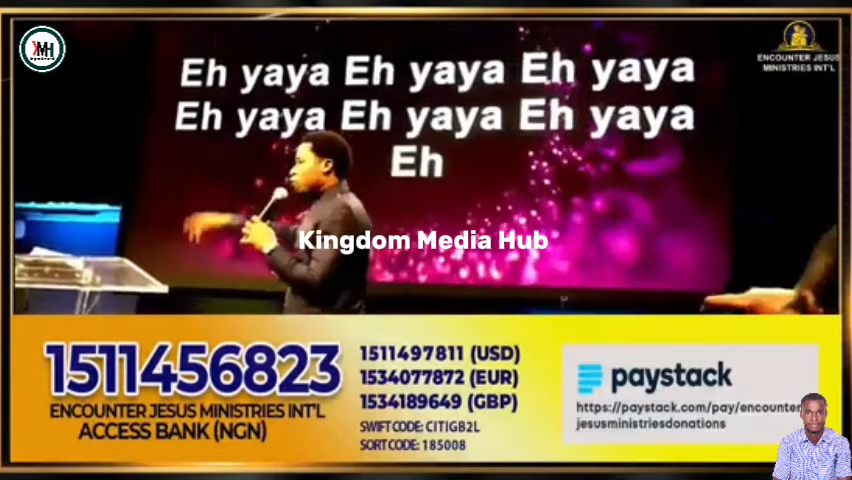 KMH
ENCOUNTER JESUS
MINISTRIES INT'L
Eh yaya Eh yaya Eh yaya
Eh yaya Eh yaya Eh yaya
Eh
Kingdom Media Hub
1511456823
ENCOUNTER JESUS MINISTRIES INT'L
ACCESS BANK (NGN)
1511497811 (USD)
1534077872 (EUR)
1534189649 (GBP)
SWIFT CODE: CITIGB2L
SORT CODE: 185008
paystack
https://paystack.com/pay/encounter
jesusministriesdonations